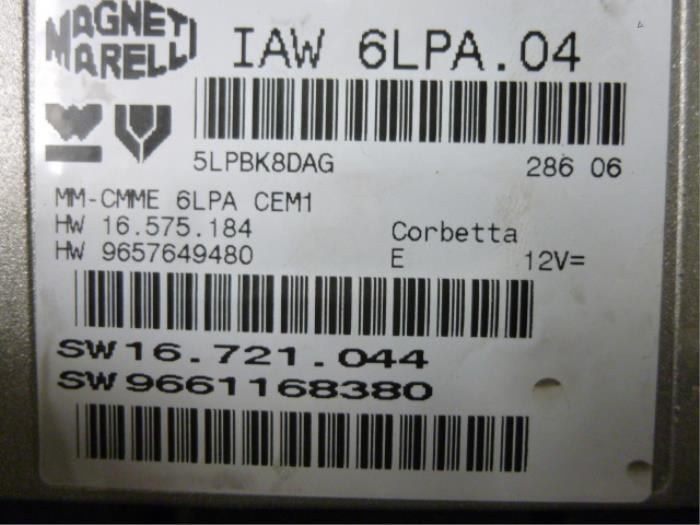 MAGNETI
MARELLI
IAW 6LPA.04
5LPBK8DAG 286 06
MM-CMME 6LPA CEM1
HW 16.575.184 Corbetta
HW 9657649480 E 12V=
SW16.721.044
SW9661168380